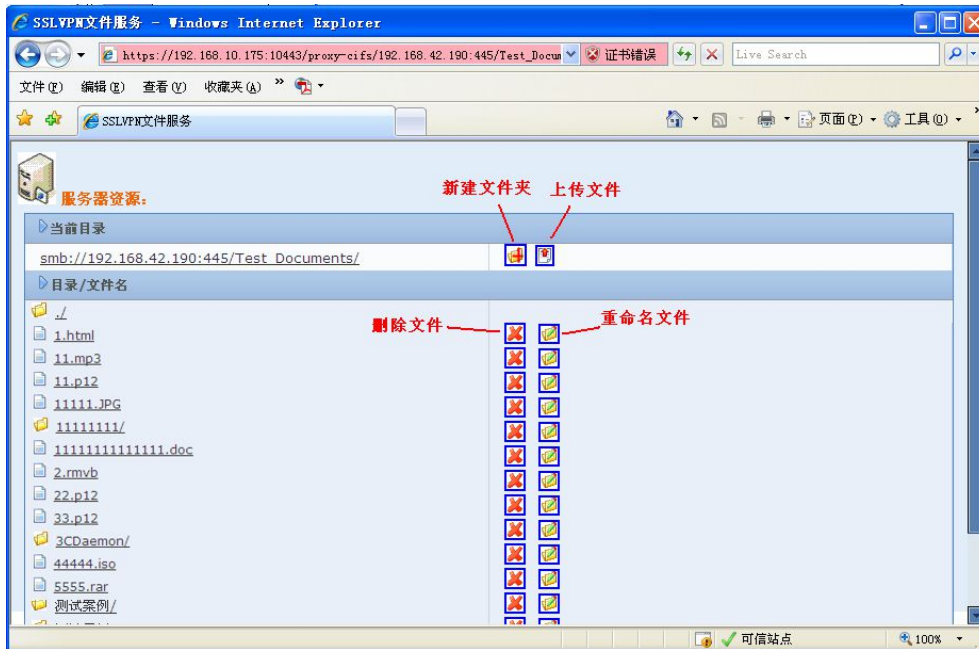 SSLVPN文件服务 - Windows Internet Explorer
https://192.168.10.175:10443/proxy-cifs/192.168.42.190:445/Test_Docum 证书错误 Live Search
文件(F) 编辑(E) 查看(V) 收藏夹(A) »
SSLVPN文件服务 页面(P) 工具(O)
新建文件夹 上传文件
服务器资源：
当前目录
smb://192.168.42.190:445/Test_Documents/
目录/文件名
./
删除文件 重命名文件
1.html
11.mp3
11.p12
11111.JPG
11111111/
11111111111111.doc
2.rmvb
22.p12
33.p12
3CDaemon/
44444.iso
5555.rar
测试案例/
可信站点 100%